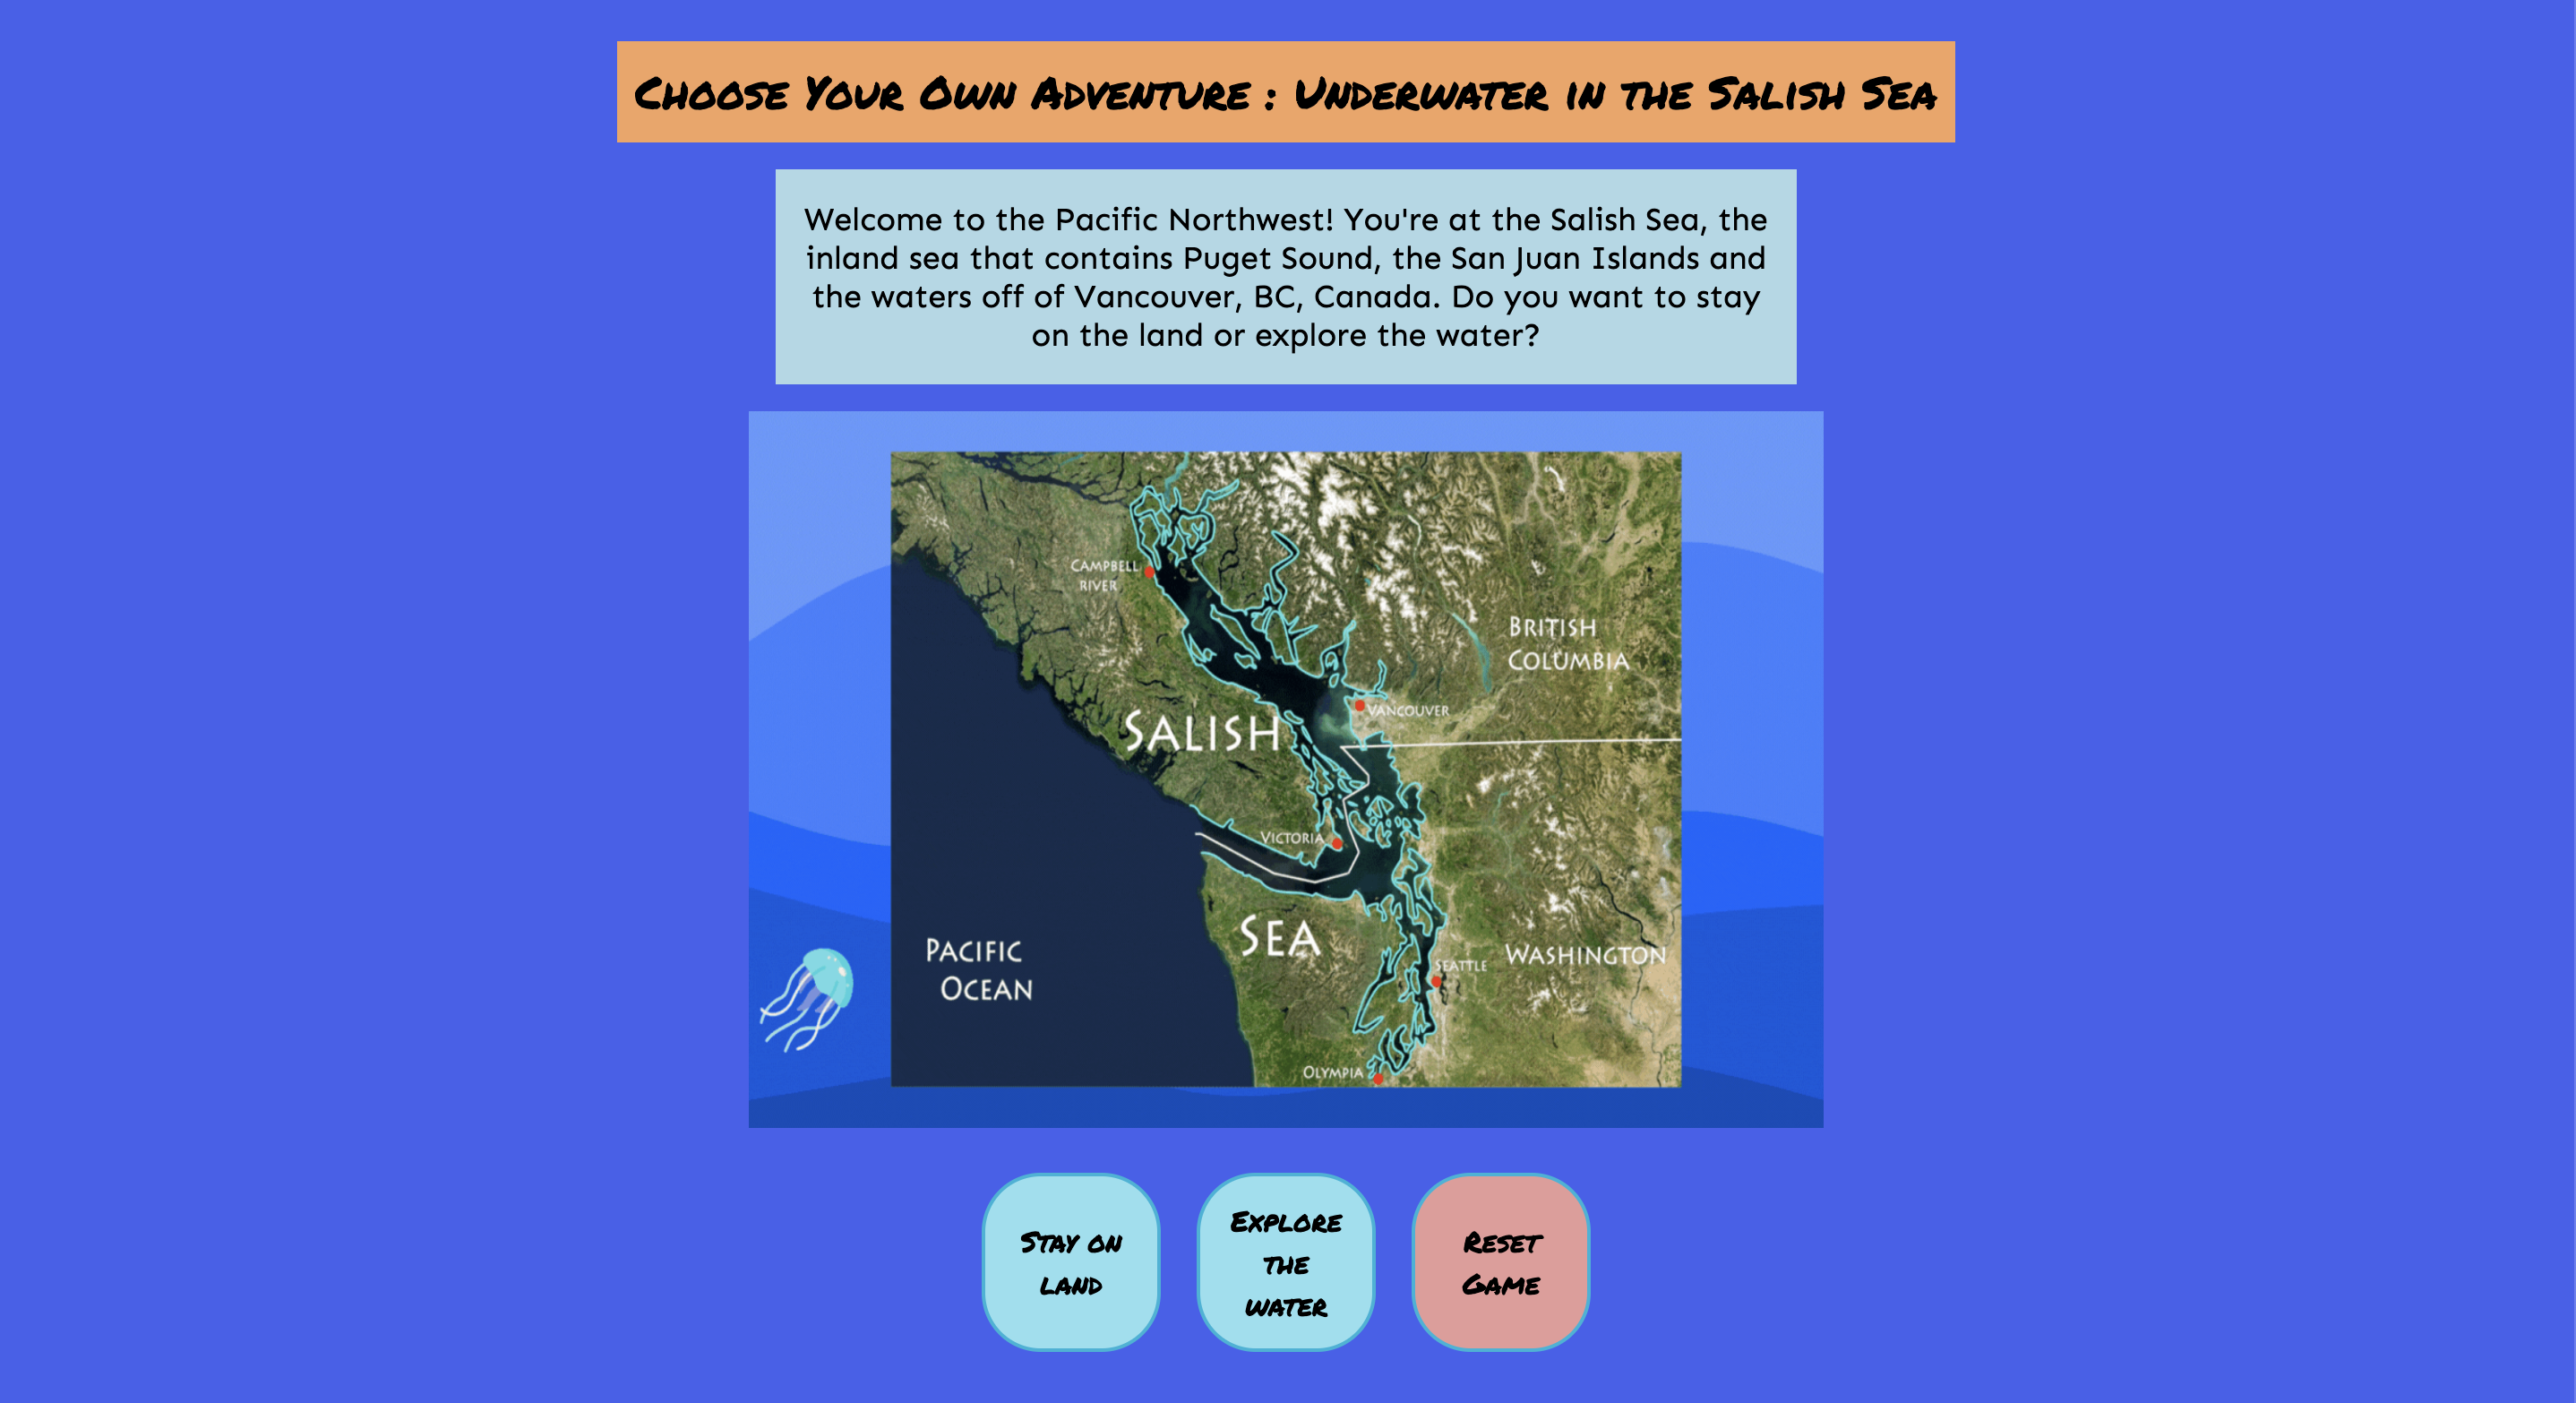 Choose Your Own Adventure : Underwater in the Salish Sea
Welcome to the Pacific Northwest! You're at the Salish Sea, the
inland sea that contains Puget Sound, the San Juan Islands and
the waters off of Vancouver, BC, Canada. Do you want to stay
on the land or explore the water?
Campbell
River
British
Columbia
Salish
Vancouver
Victoria
Sea
Pacific
Ocean
Seattle
Washington
Olympia
Stay on
land
Explore
the
water
Reset
Game